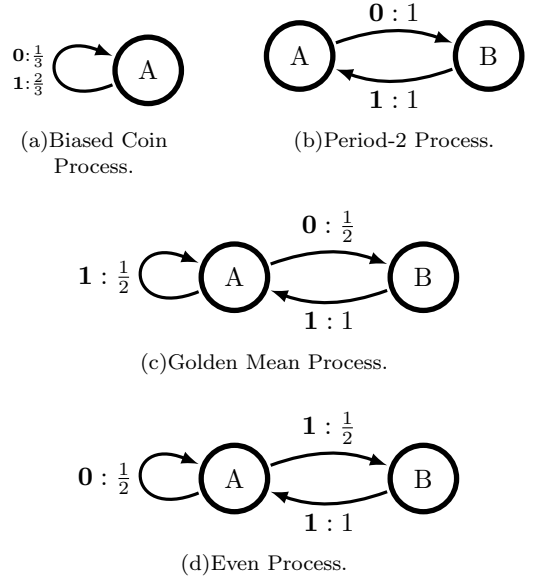 0 : 1
0:1/3
1:2/3
A
A
B
1 : 1
(a)Biased Coin
Process.
(b)Period-2 Process.
0 : 1/2
1 : 1/2
A
B
1 : 1
(c)Golden Mean Process.
1 : 1/2
0 : 1/2
A
B
1 : 1
(d)Even Process.